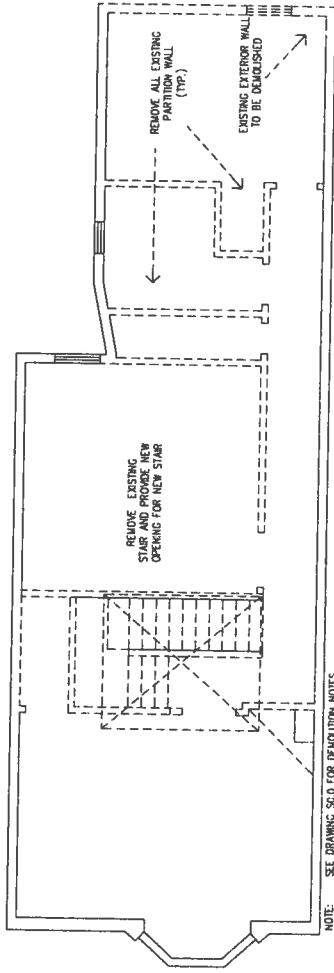 REMOVE ALL EXISTING
PARTITION WALL
(TYP.)
EXISTING EXTERIOR WALL
TO BE DEMOLISHED
REMOVE EXISTING
STAIR AND PROVIDE NEW
OPENING FOR NEW STAIR
NOTE: SEE DRAWING SC.0 FOR DEMOLITION NOTES